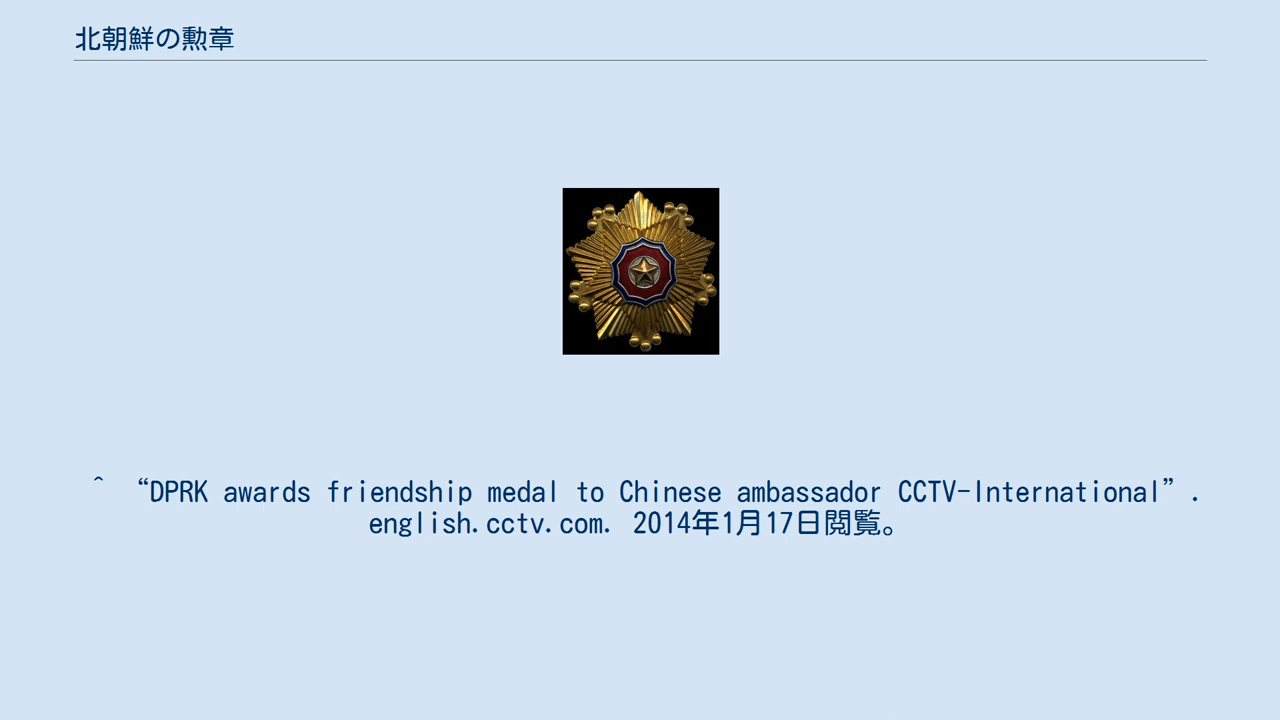 北朝鮮の勲章
^ “DPRK awards friendship medal to Chinese ambassador CCTV-International”.
english.cctv.com. 2014年1月17日閲覧。